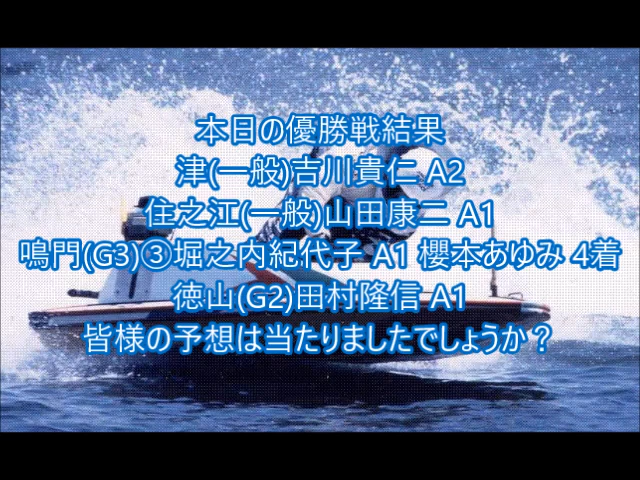 本日の優勝戦結果
津(一般)吉川貴仁 A2
住之江(一般)山田康二 A1
鳴門(G3)③堀之内紀代子 A1 櫻本あゆみ 4着
徳山(G2)田村隆信 A1
皆様の予想は当たりましたでしょうか？